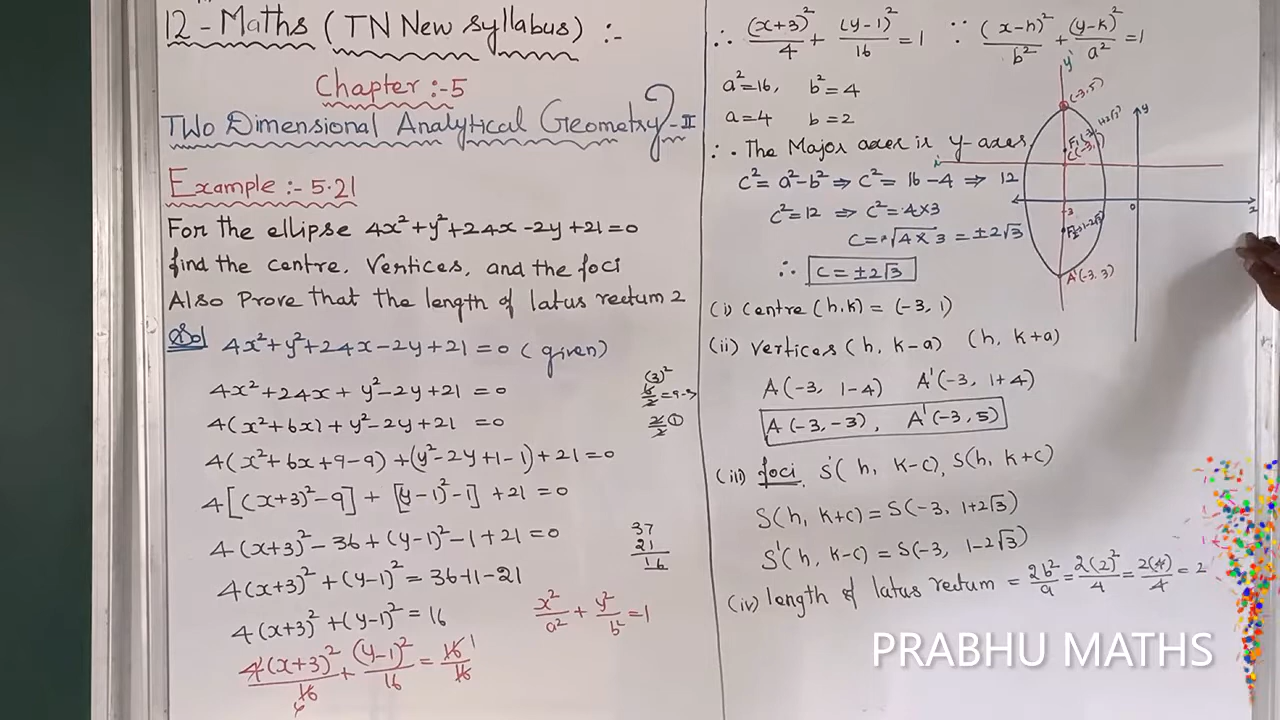 12 - Maths (TN New Syllabus) :-
Chapter :- 5
TWO Dimensional Analytical Geometry - II
Example :- 5.21
For the ellipse 4x²+y²+24x-2y+21=0
find the centre, Vertices, and the foci
Also Prove that the length of latus rectum 2
Sol 4x²+y²+24x-2y+21=0 (given)
4x²+24x+y²-2y+21 =0
4(x²+6x)+y²-2y+21 =0
4(x²+6x+9-9)+(y²-2y+1-1)+21=0
4[(x+3)²-9]+[(y-1)²-1]+21=0
4(x+3)²-36+(y-1)²-1+21=0
37
21
16
4(x+3)²+(y-1)²=36+1-21
4(x+3)²+(y-1)²=16
x²/a²+y²/b²=1
4(x+3)²/16+(y-1)²/16=16/16
∴ (x+3)²/4+(y-1)²/16=1 ∵ (x-h)²/b²+(y-k)²/a²=1
a²=16, b²=4
a=4 b=2
∴ The Major axes is y-axes
c²=a²-b² ⇒ c²=16-4 ⇒ 12
c²=12 ⇒ c²=4×3
c=√4×3=±2√3
∴ c=±2√3
(i) centre (h,k) = (-3,1)
(ii) vertices (h, k-a) (h, k+a)
A(-3, 1-4) A'(-3, 1+4)
A(-3,-3), A'(-3,5)
(iii) foci S'(h, k-c), S(h, k+c)
S(h, k+c)=S(-3, 1+2√3)
S'(h, k-c)=S(-3, 1-2√3)
(iv) length of latus rectum = 2b²/a=2(2)²/4=2(4)/4=2
y'
(-3,5)
y
0
x
-3
A'(-3,3)
PRABHU MATHS